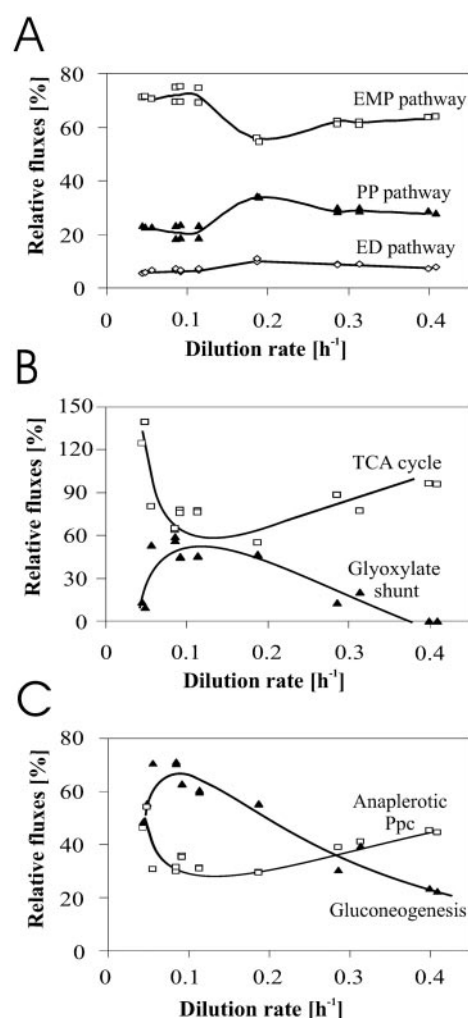 A
Relative fluxes [%]
80
60
40
20
0
EMP pathway
PP pathway
ED pathway
0 0.1 0.2 0.3 0.4
Dilution rate [h⁻¹]
B
Relative fluxes [%]
150
120
90
60
30
0
TCA cycle
Glyoxylate
shunt
0 0.1 0.2 0.3 0.4
Dilution rate [h⁻¹]
C
Relative fluxes [%]
80
60
40
20
0
Anaplerotic
Ppc
Gluconeogenesis
0 0.1 0.2 0.3 0.4
Dilution rate [h⁻¹]